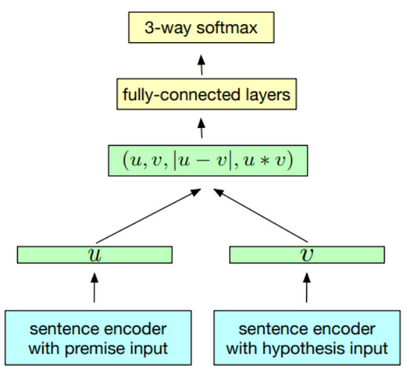 3-way softmax
fully-connected layers
(u, v, |u − v|, u ∗ v)
u
v
sentence encoder
with premise input
sentence encoder
with hypothesis input